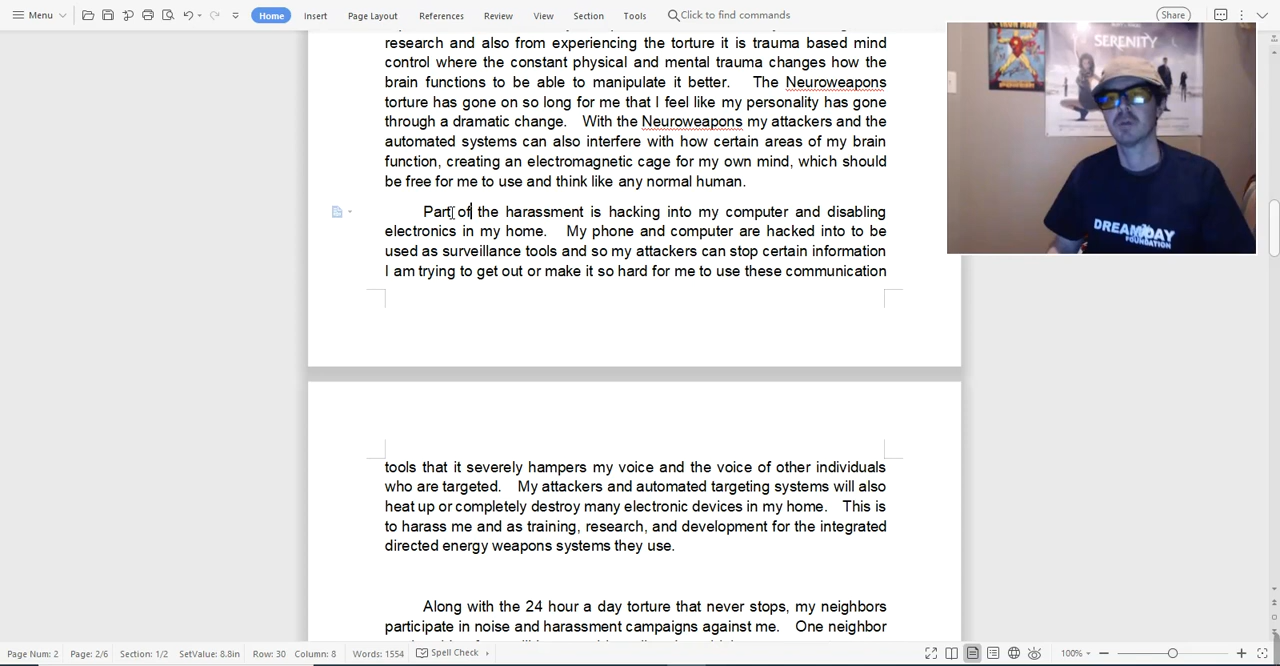 Menu
Home
Insert
Page Layout
References
Review
View
Section
Tools
Click to find commands
Share
research and also from experiencing the torture it is trauma based mind
control where the constant physical and mental trauma changes how the
brain functions to be able to manipulate it better. The Neuroweapons
torture has gone on so long for me that I feel like my personality has gone
through a dramatic change. With the Neuroweapons my attackers and the
automated systems can also interfere with how certain areas of my brain
function, creating an electromagnetic cage for my own mind, which should
be free for me to use and think like any normal human.
Part of the harassment is hacking into my computer and disabling
electronics in my home. My phone and computer are hacked into to be
used as surveillance tools and so my attackers can stop certain information
I am trying to get out or make it so hard for me to use these communication
tools that it severely hampers my voice and the voice of other individuals
who are targeted. My attackers and automated targeting systems will also
heat up or completely destroy many electronic devices in my home. This is
to harass me and as training, research, and development for the integrated
directed energy weapons systems they use.
Along with the 24 hour a day torture that never stops, my neighbors
participate in noise and harassment campaigns against me. One neighbor
SERENITY
DREAMDAY
FOUNDATION
Page Num: 2
Page: 2/6
Section: 1/2
SetValue: 8.8in
Row: 30
Column: 8
Words: 1554
Spell Check
100%